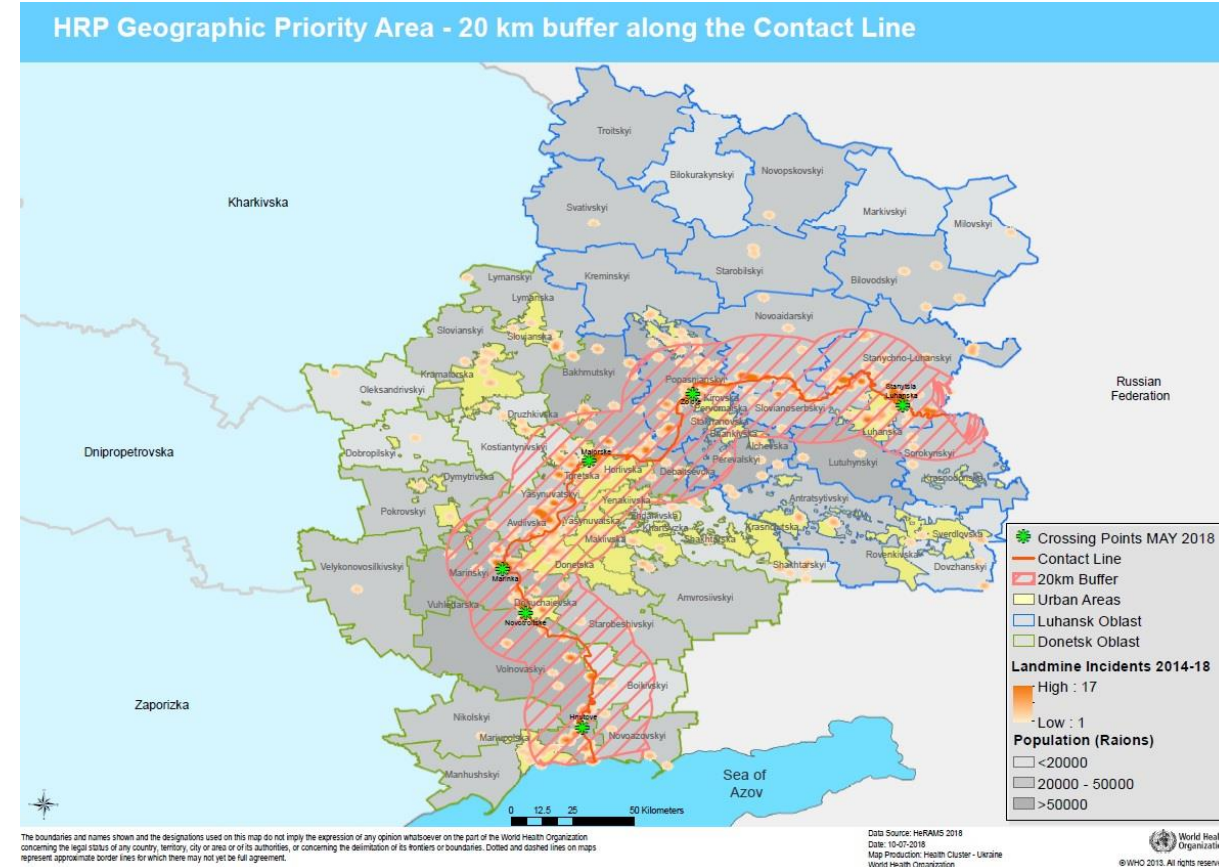 HRP Geographic Priority Area - 20 km buffer along the Contact Line
Troitskyi
Bilokurakynskyi
Novopskovskyi
Kharkivska
Svativskyi
Markivskyi
Milovskyi
Lymanskyi
Kreminskyi
Starobilskyi
Bilovodskyi
Lymanska
Slovianskyi
Slovianska
Novoaidarskyi
Kramatorska
Bakhmutskyi
Stanychno-Luhanskyi
Oleksandrivskyi
Popasnianskyi
Stanytsia
Luhanska
Russian
Federation
Zolote
Kirovska
Pervomaiska
Slovianoserbskyi
Druzhkivska
Luhanska
Dnipropetrovska
Kostiantynivskyi
Alchevska
Dobropilskyi
Maiorske
Perevalskyi
Lutuhynskyi
Sorokynskyi
Dymytrivska
Horlivska
Debaltsevska
Toretska
Krasnodonska
Yasynuvatskyi
Yenakiivska
Antratsytivskyi
Pokrovskyi
Avdiivska
Yasynuvatska
Makiivska
Shakhtarska
Sverdlovska
Rovenkivska
Velykonovosilkivskyi
Marinskyi
Marinka
Donetska
Shakhtarskyi
Dovzhanskyi
Vuhledarska
Amvrosiivskyi
Novotroitske
Starobeshivskyi
Volnovaskyi
Boikivskyi
Zaporizka
Nikolskyi
Hnutove
Mariupolska
Novoazovskyi
Manhushskyi
Sea of
Azov
0 12.5 25 50 Kilometers
Crossing Points MAY 2018
Contact Line
20km Buffer
Urban Areas
Luhansk Oblast
Donetsk Oblast
Landmine Incidents 2014-18
High : 17
Low : 1
Population (Raions)
<20000
20000 - 50000
>50000
The boundaries and names shown and the designations used on this map do not imply the expression of any opinion whatsoever on the part of the World Health Organization
concerning the legal status of any country, territory, city or area or of its authorities, or concerning the delimitation of its frontiers or boundaries. Dotted and dashed lines on maps
represent approximate border lines for which there may not yet be full agreement.
Data Source: HeRAMS 2018
Date: 10-07-2018
Map Production: Health Cluster - Ukraine
World Health Organization
World Heal
Organizatio
© WHO 2013. All rights reserve